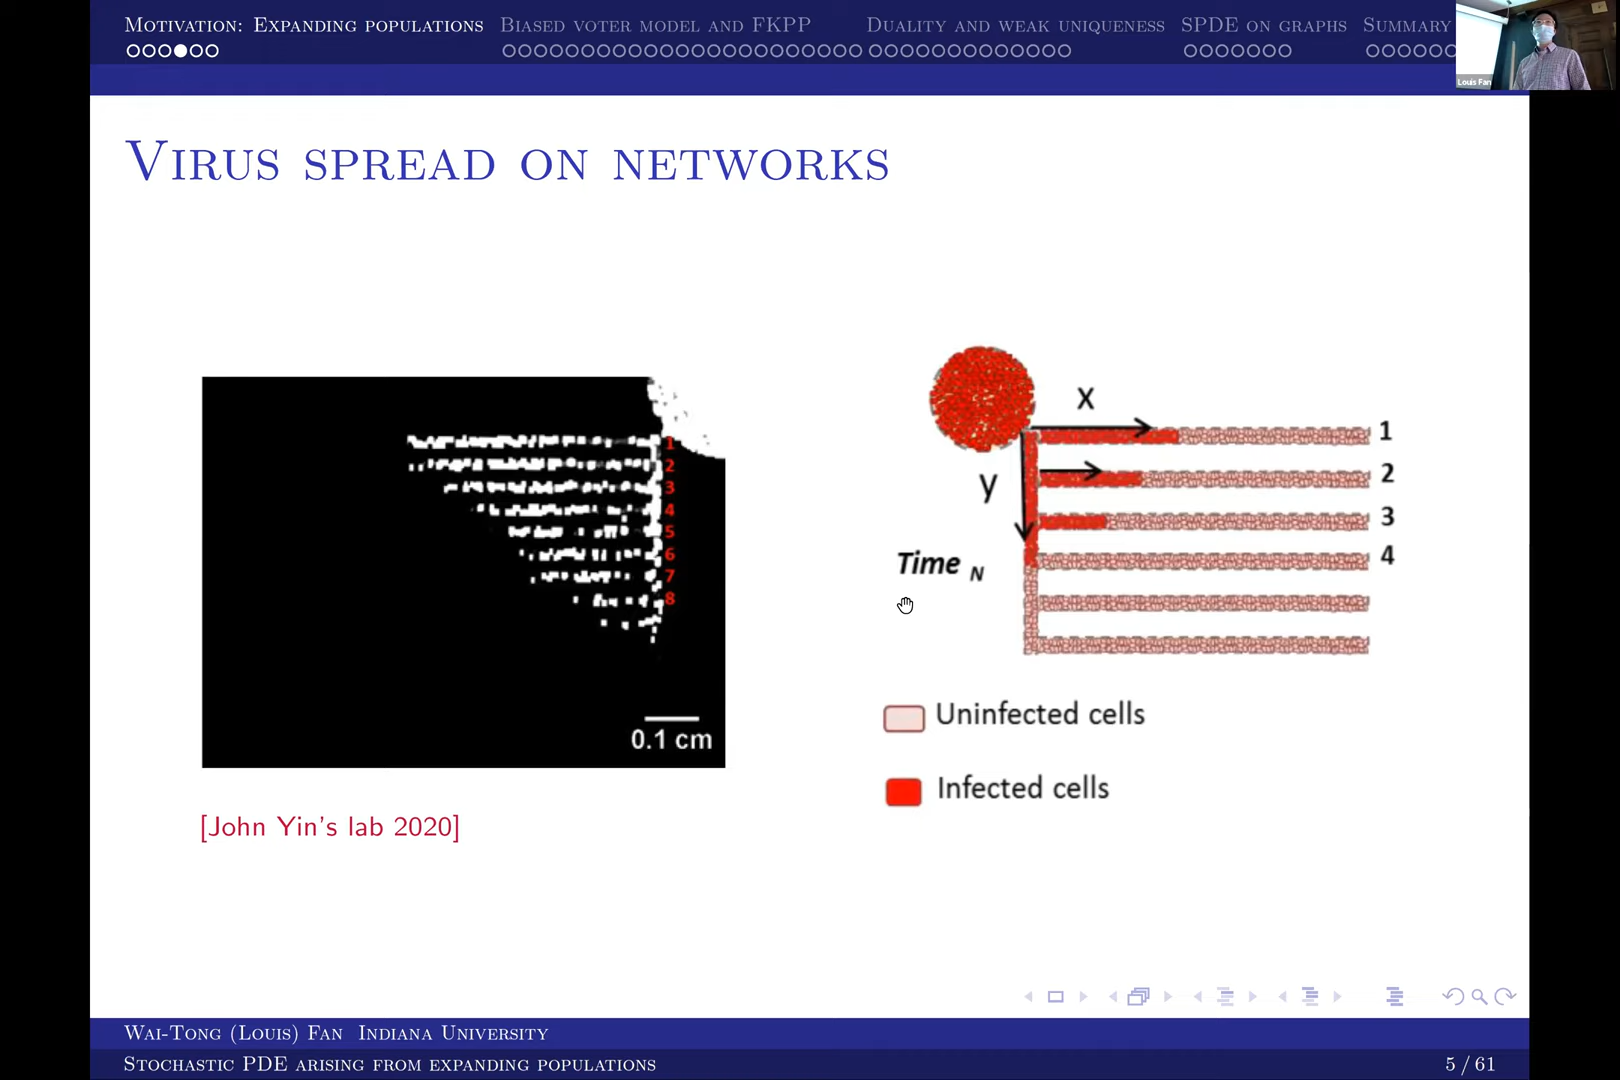 MOTIVATION: EXPANDING POPULATIONS BIASED VOTER MODEL AND FKPP DUALITY AND WEAK UNIQUENESS SPDE ON GRAPHS SUMMARY
Louis Fan
VIRUS SPREAD ON NETWORKS
1
2
3
4
5
6
7
8
0.1 cm
[John Yin's lab 2020]
x
1
2
y
3
4
Time N
Uninfected cells
Infected cells
WAI-TONG (LOUIS) FAN INDIANA UNIVERSITY
STOCHASTIC PDE ARISING FROM EXPANDING POPULATIONS 5 / 61